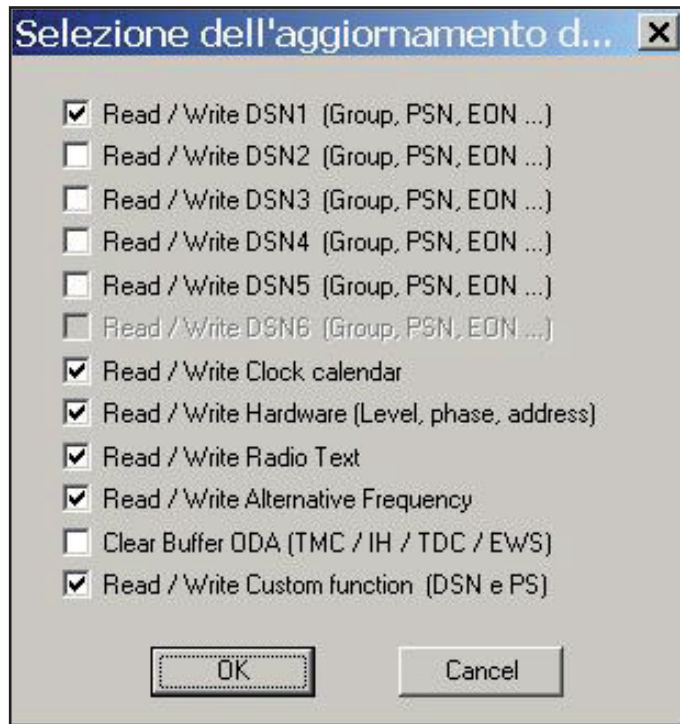 Selezione dell'aggiornamento d...
Read / Write DSN1 (Group, PSN, EON ...)
Read / Write DSN2 (Group, PSN, EON ...)
Read / Write DSN3 (Group, PSN, EON ...)
Read / Write DSN4 (Group, PSN, EON ...)
Read / Write DSN5 (Group, PSN, EON ...)
Read / Write DSN6 (Group, PSN, EON ...)
Read / Write Clock calendar
Read / Write Hardware (Level, phase, address)
Read / Write Radio Text
Read / Write Alternative Frequency
Clear Buffer ODA (TMC / IH / TDC / EWS)
Read / Write Custom function (DSN e PS)
OK Cancel